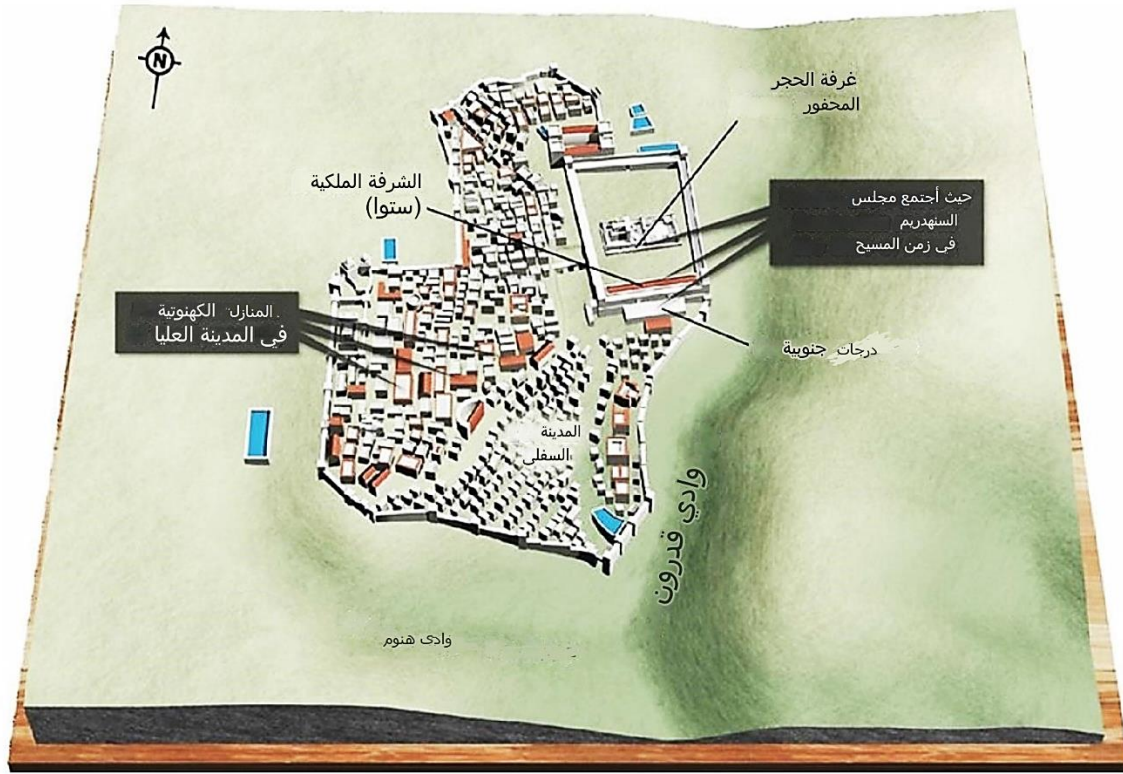 N
غرفة الحجر
المحفور
الشرفة الملكية
(ستوا)
حيث أجتمع مجلس
السنهدريم
في زمن المسيح
المنازل الكهنوتية
في المدينة العليا
درجات جنوبية
المدينة
السفلى
وادي قدرون
وادى هنوم